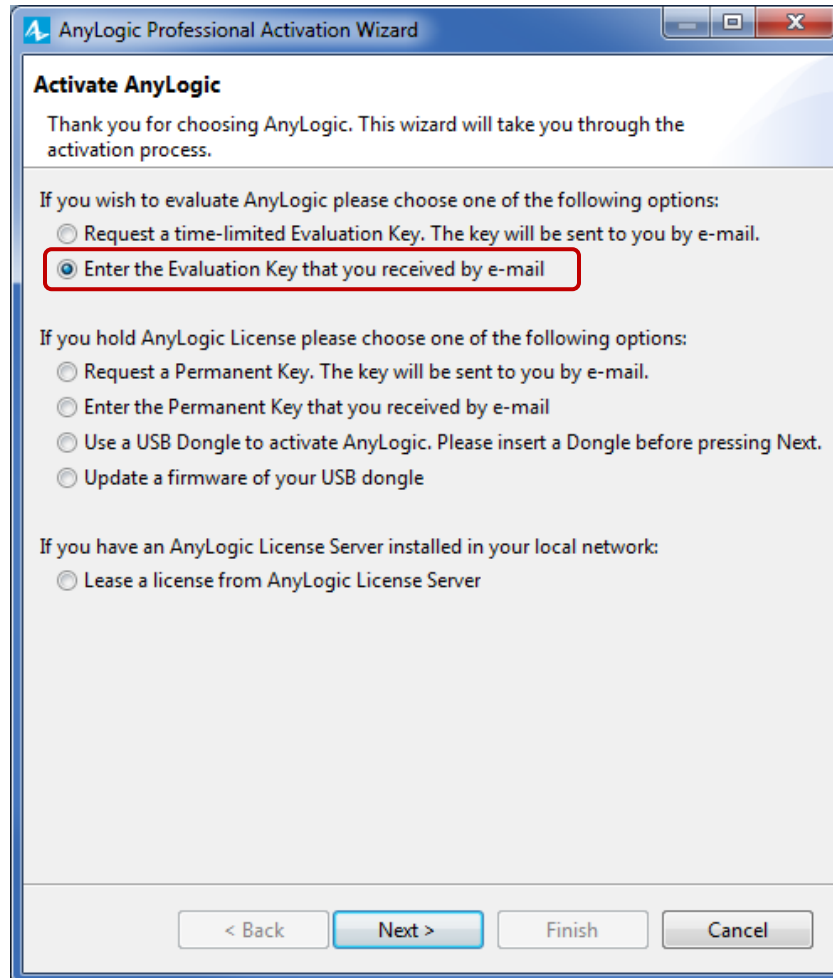 AnyLogic Professional Activation Wizard
Activate AnyLogic
Thank you for choosing AnyLogic. This wizard will take you through the
activation process.
If you wish to evaluate AnyLogic please choose one of the following options:
Request a time-limited Evaluation Key. The key will be sent to you by e-mail.
Enter the Evaluation Key that you received by e-mail
If you hold AnyLogic License please choose one of the following options:
Request a Permanent Key. The key will be sent to you by e-mail.
Enter the Permanent Key that you received by e-mail
Use a USB Dongle to activate AnyLogic. Please insert a Dongle before pressing Next.
Update a firmware of your USB dongle
If you have an AnyLogic License Server installed in your local network:
Lease a license from AnyLogic License Server
< Back Next > Finish Cancel